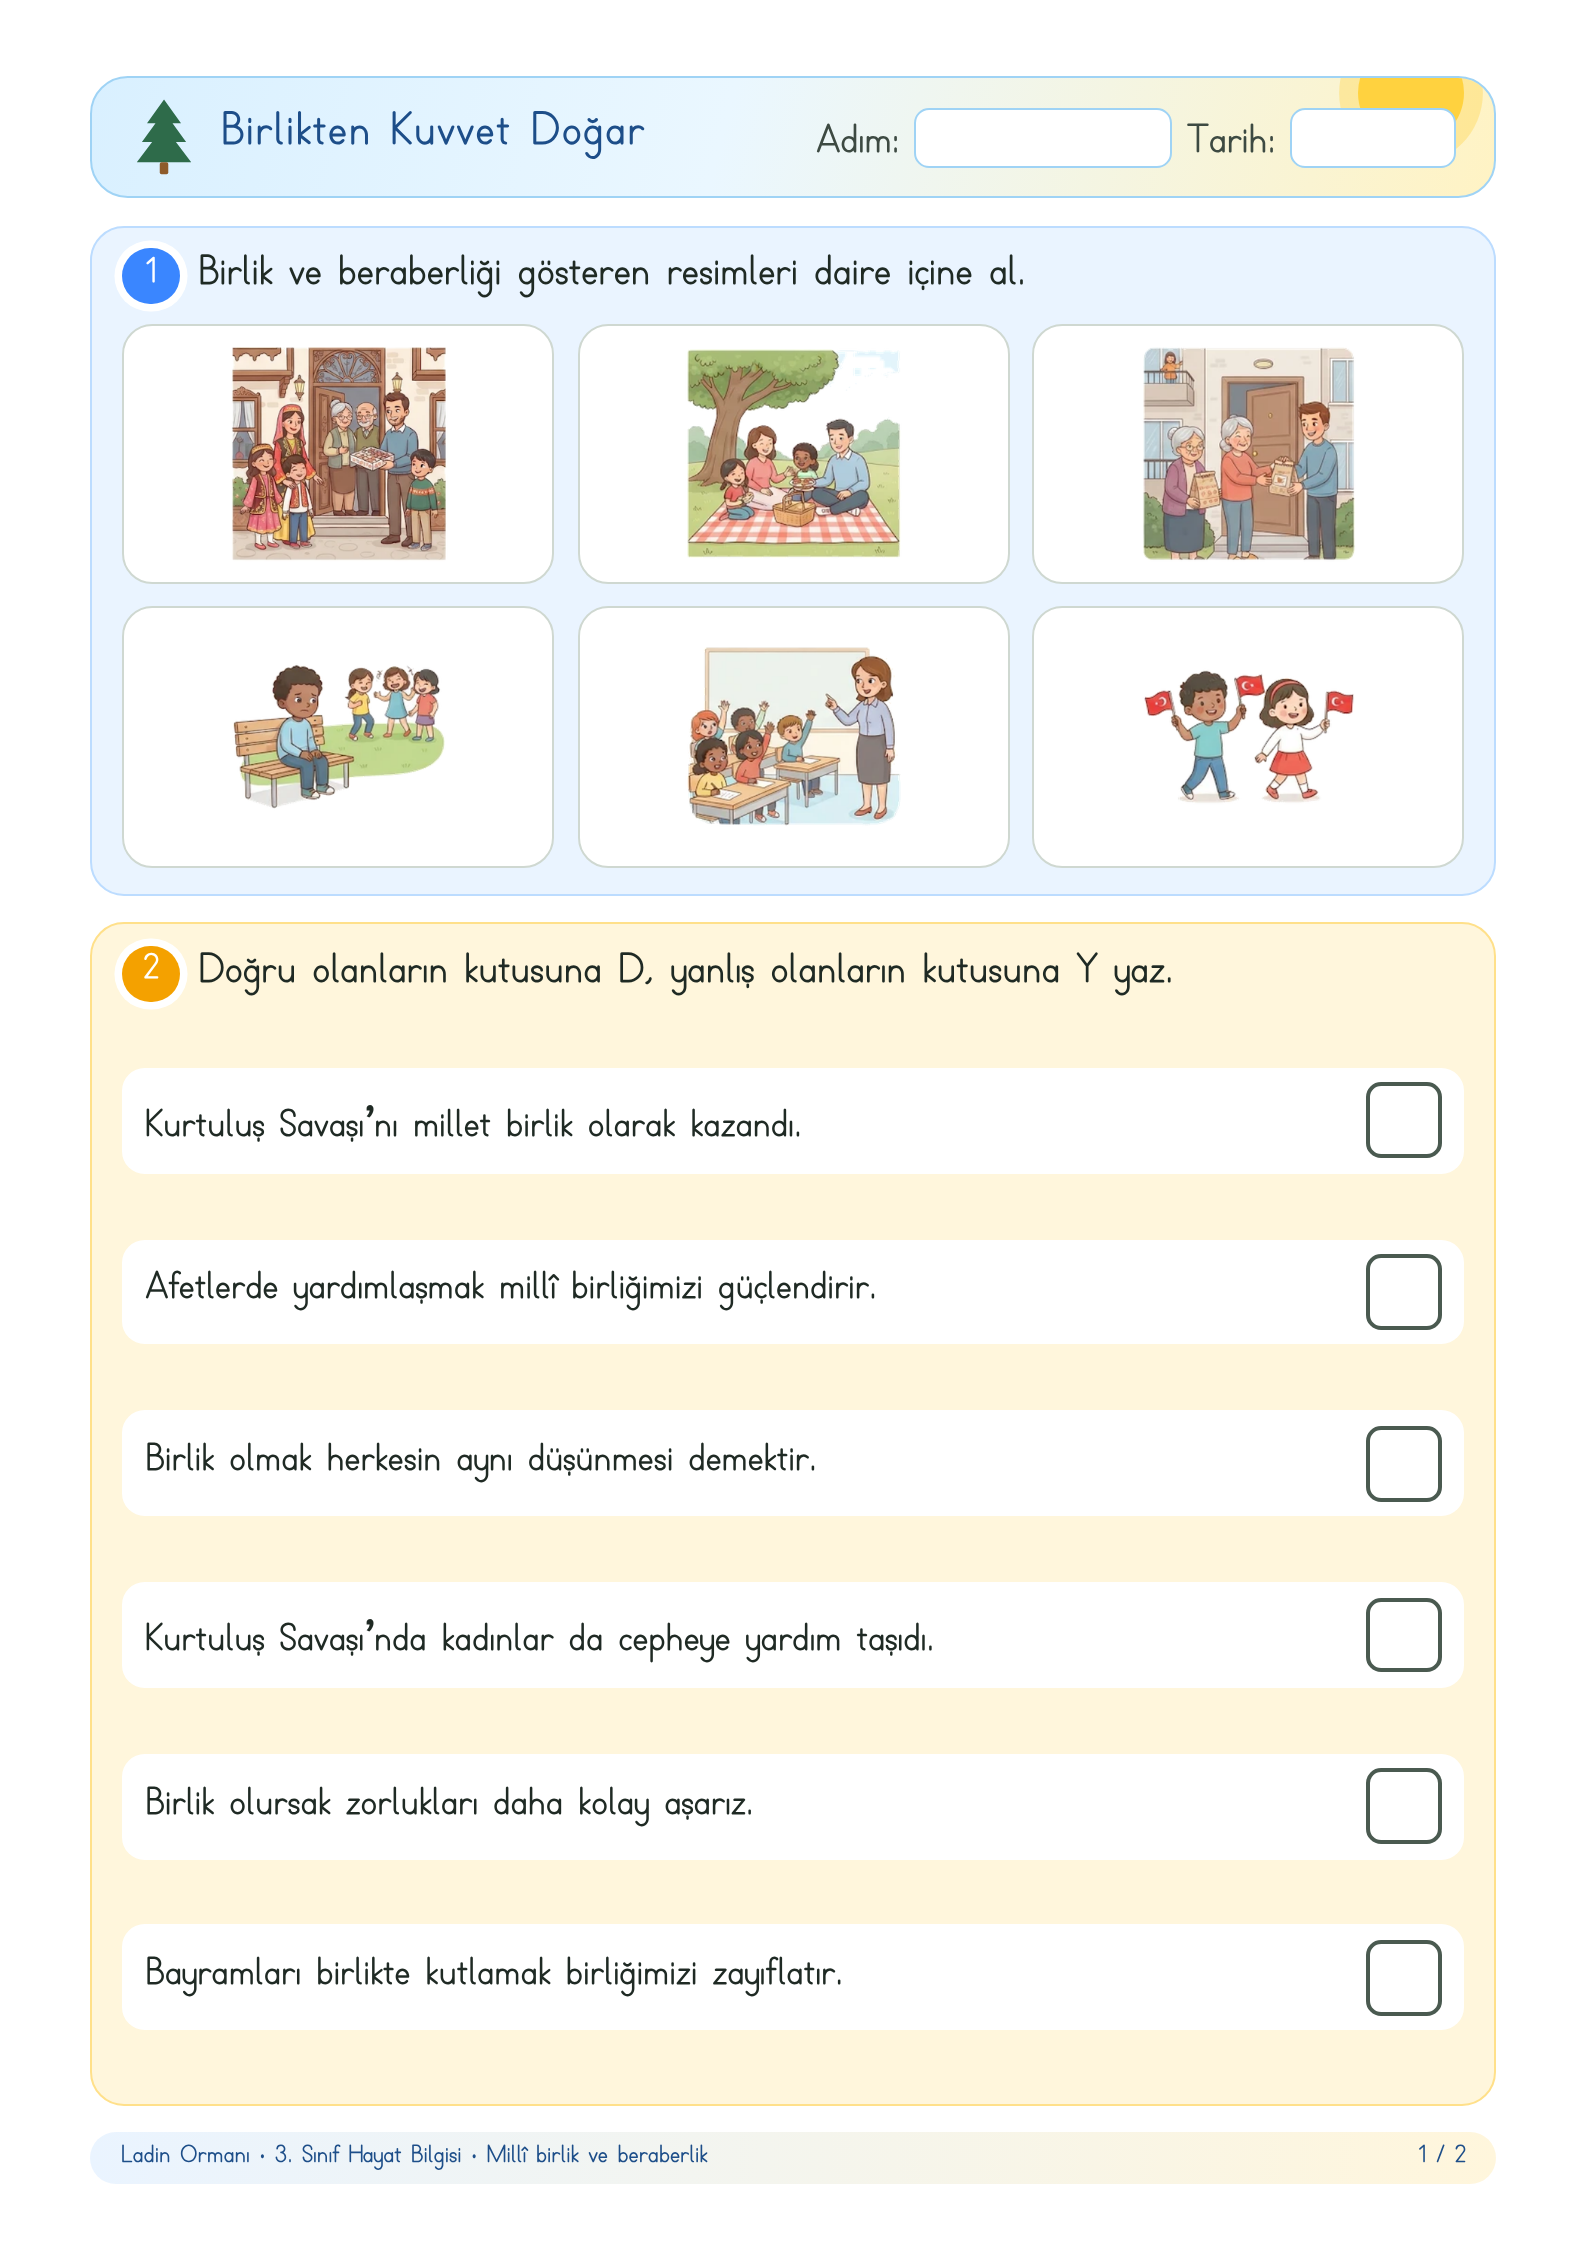 Birlikten Kuvvet Doğar
Adım:
Tarih:
1
Birlik ve beraberliği gösteren resimleri daire içine al.
2
Doğru olanların kutusuna D, yanlış olanların kutusuna Y yaz.
Kurtuluş Savaşı’nı millet birlik olarak kazandı.
Afetlerde yardımlaşmak millî birliğimizi güçlendirir.
Birlik olmak herkesin aynı düşünmesi demektir.
Kurtuluş Savaşı’nda kadınlar da cepheye yardım taşıdı.
Birlik olursak zorlukları daha kolay aşarız.
Bayramları birlikte kutlamak birliğimizi zayıflatır.
Ladin Ormanı • 3. Sınıf Hayat Bilgisi • Millî birlik ve beraberlik
1 / 2